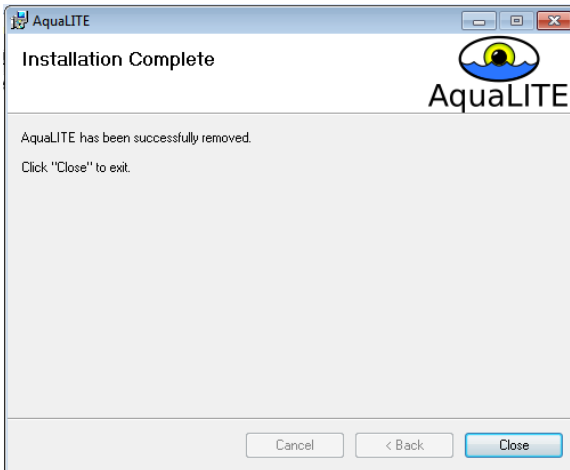 AquaLITE
Installation Complete
AquaLITE
AquaLITE has been successfully removed.
Click "Close" to exit.
Cancel
< Back
Close